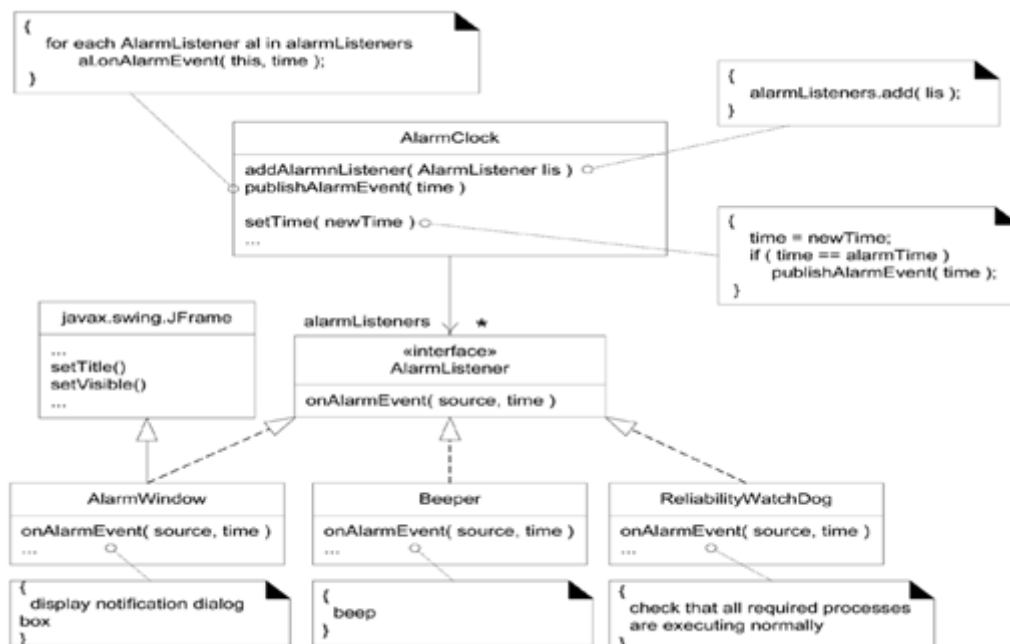 {
for each AlarmListener al in alarmListeners
al.onAlarmEvent( this, time );
}
{
alarmListeners.add( lis );
}
AlarmClock
addAlarmnListener( AlarmListener lis )
publishAlarmEvent( time )
setTime( newTime )
...
{
time = newTime;
if ( time == alarmTime )
publishAlarmEvent( time );
}
javax.swing.JFrame
...
setTitle()
setVisible()
...
alarmListeners *
«interface»
AlarmListener
onAlarmEvent( source, time )
AlarmWindow
onAlarmEvent( source, time )
...
Beeper
onAlarmEvent( source, time )
...
ReliabilityWatchDog
onAlarmEvent( source, time )
...
{
display notification dialog
box
}
{
beep
}
{
check that all required processes
are executing normally
}